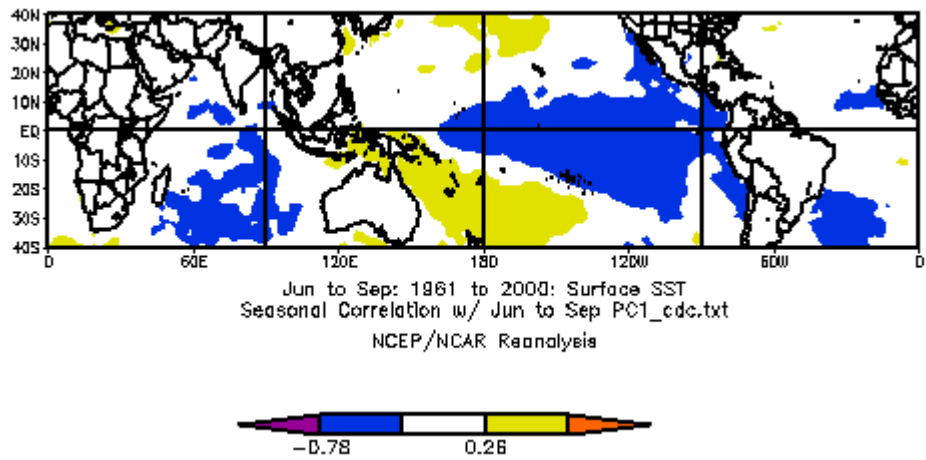 40N
30N
20N
10N
EQ
10S
20S
30S
40S
0 60E 120E 180 120W 60W 0
Jun to Sep: 1961 to 2000: Surface SST
Seasonal Correlation w/ Jun to Sep PC1_cdc.txt
NCEP/NCAR Reanalysis
-0.78 0.26